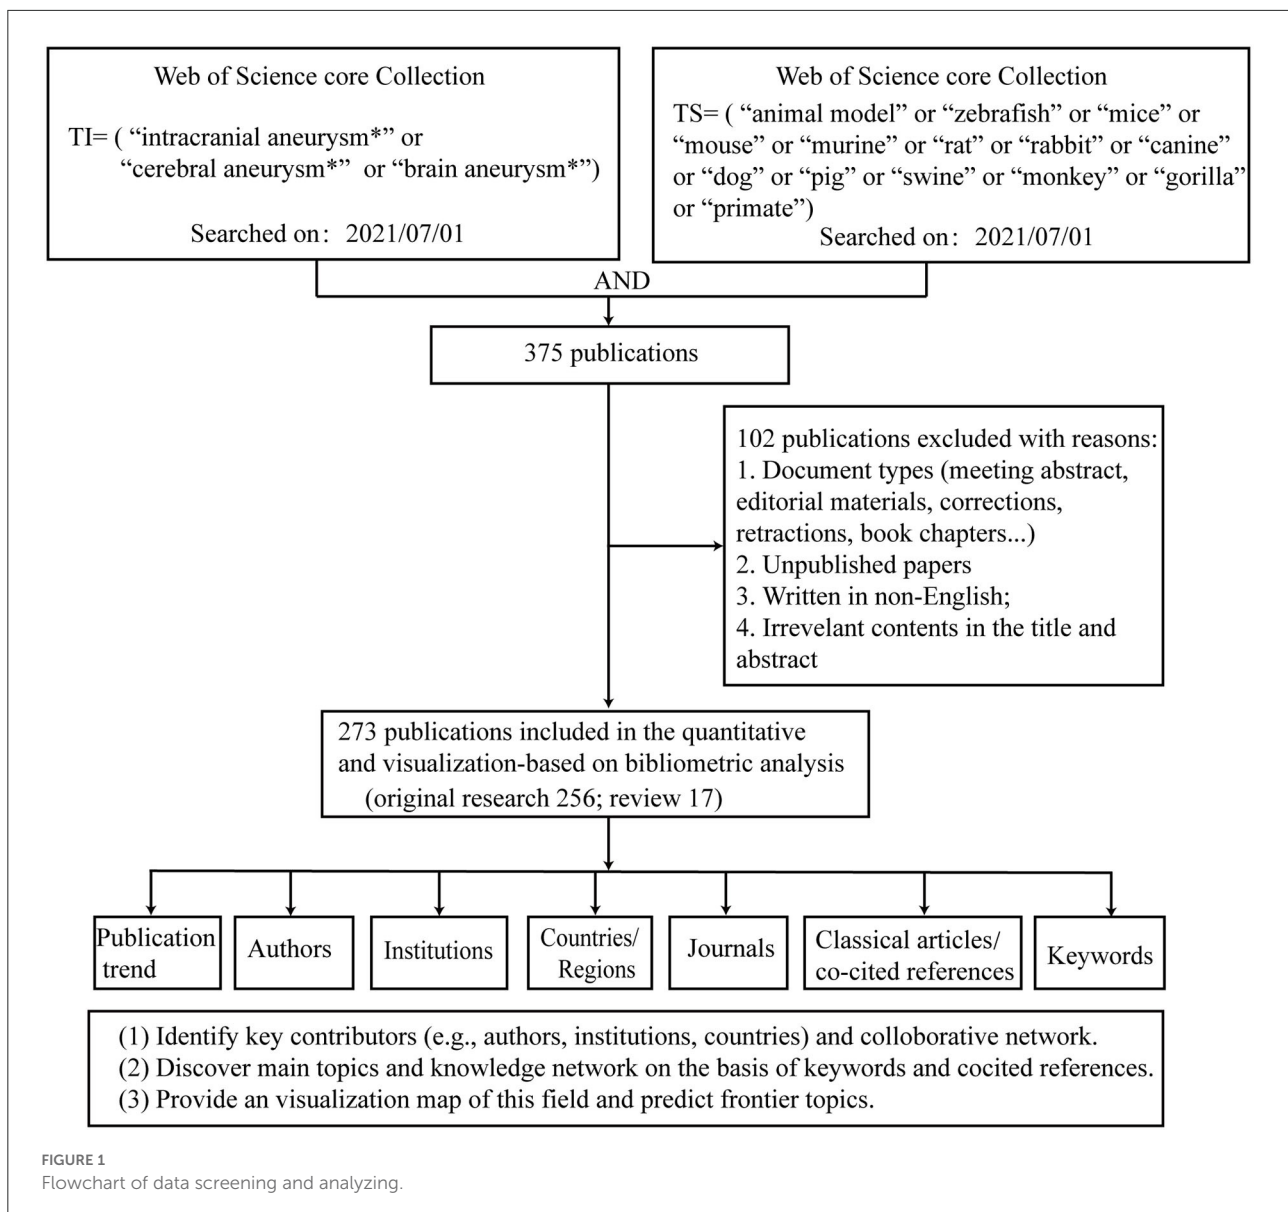 Web of Science core Collection
TI= ( “intracranial aneurysm*” or
“cerebral aneurysm*” or “brain aneurysm*”)
Searched on: 2021/07/01
Web of Science core Collection
TS= ( “animal model” or “zebrafish” or “mice” or
“mouse” or “murine” or “rat” or “rabbit” or “canine”
or “dog” or “pig” or “swine” or “monkey” or “gorilla”
or “primate”)
Searched on: 2021/07/01
AND
375 publications
102 publications excluded with reasons:
1. Document types (meeting abstract,
editorial materials, corrections,
retractions, book chapters...)
2. Unpublished papers
3. Written in non-English;
4. Irrevelant contents in the title and
abstract
273 publications included in the quantitative
and visualization-based on bibliometric analysis
(original research 256; review 17)
Publication
trend
Authors
Institutions
Countries/
Regions
Journals
Classical articles/
co-cited references
Keywords
(1) Identify key contributors (e.g., authors, institutions, countries) and colloborative network.
(2) Discover main topics and knowledge network on the basis of keywords and cocited references.
(3) Provide an visualization map of this field and predict frontier topics.
FIGURE 1
Flowchart of data screening and analyzing.